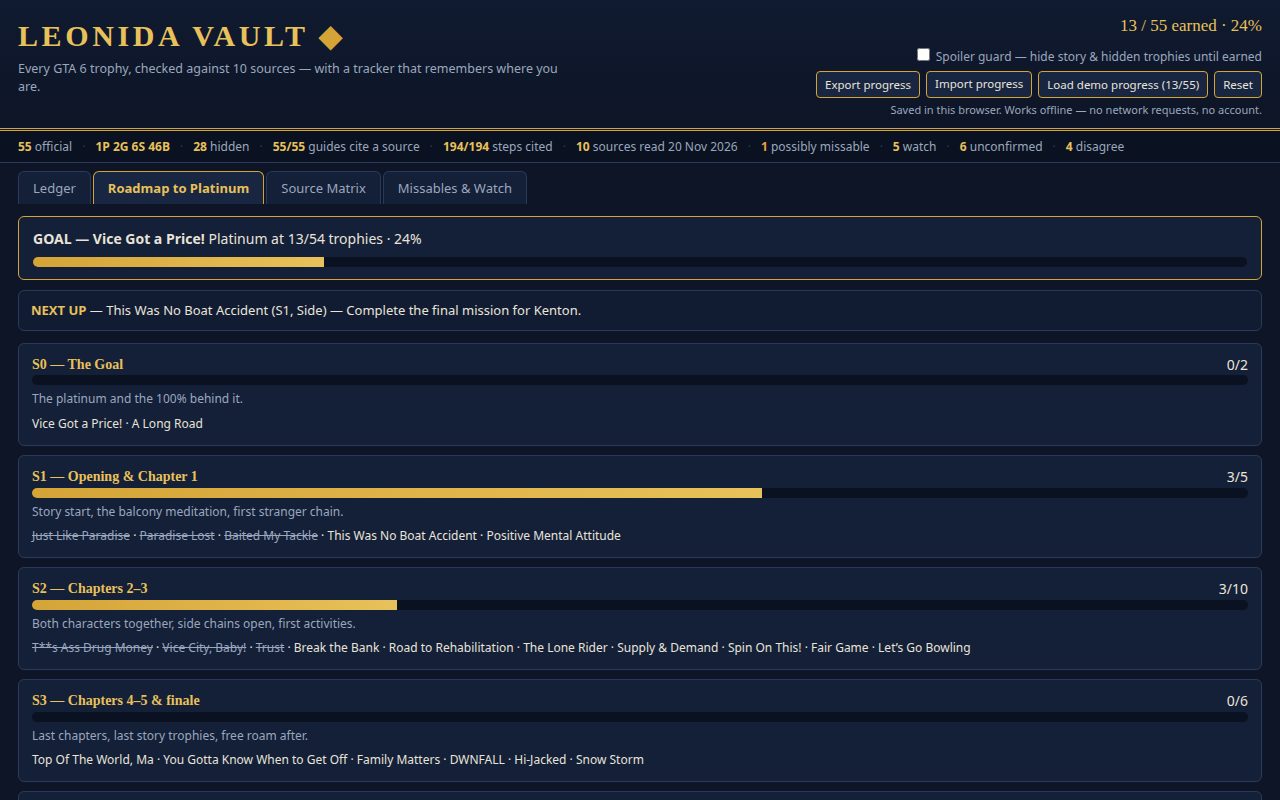 LEONIDA VAULT ◆
Every GTA 6 trophy, checked against 10 sources — with a tracker that remembers where you
are.
13 / 55 earned · 24%
Spoiler guard — hide story & hidden trophies until earned
Export progress Import progress Load demo progress (13/55) Reset
Saved in this browser. Works offline — no network requests, no account.
55 official · 1P 2G 6S 46B · 28 hidden · 55/55 guides cite a source · 194/194 steps cited · 10 sources read 20 Nov 2026 · 1 possibly missable · 5 watch · 6 unconfirmed · 4 disagree
Ledger Roadmap to Platinum Source Matrix Missables & Watch
GOAL — Vice Got a Price! Platinum at 13/54 trophies · 24%
NEXT UP — This Was No Boat Accident (S1, Side) — Complete the final mission for Kenton.
S0 — The Goal 0/2
The platinum and the 100% behind it.
Vice Got a Price! · A Long Road
S1 — Opening & Chapter 1 3/5
Story start, the balcony meditation, first stranger chain.
Just Like Paradise · Paradise Lost · Baited My Tackle · This Was No Boat Accident · Positive Mental Attitude
S2 — Chapters 2–3 3/10
Both characters together, side chains open, first activities.
T**s Ass Drug Money · Vice City, Baby! · Trust · Break the Bank · Road to Rehabilitation · The Lone Rider · Supply & Demand · Spin On This! · Fair Game · Let’s Go Bowling
S3 — Chapters 4–5 & finale 0/6
Last chapters, last story trophies, free roam after.
Top Of The World, Ma · You Gotta Know When to Get Off · Family Matters · DWNFALL · Hi-Jacked · Snow Storm